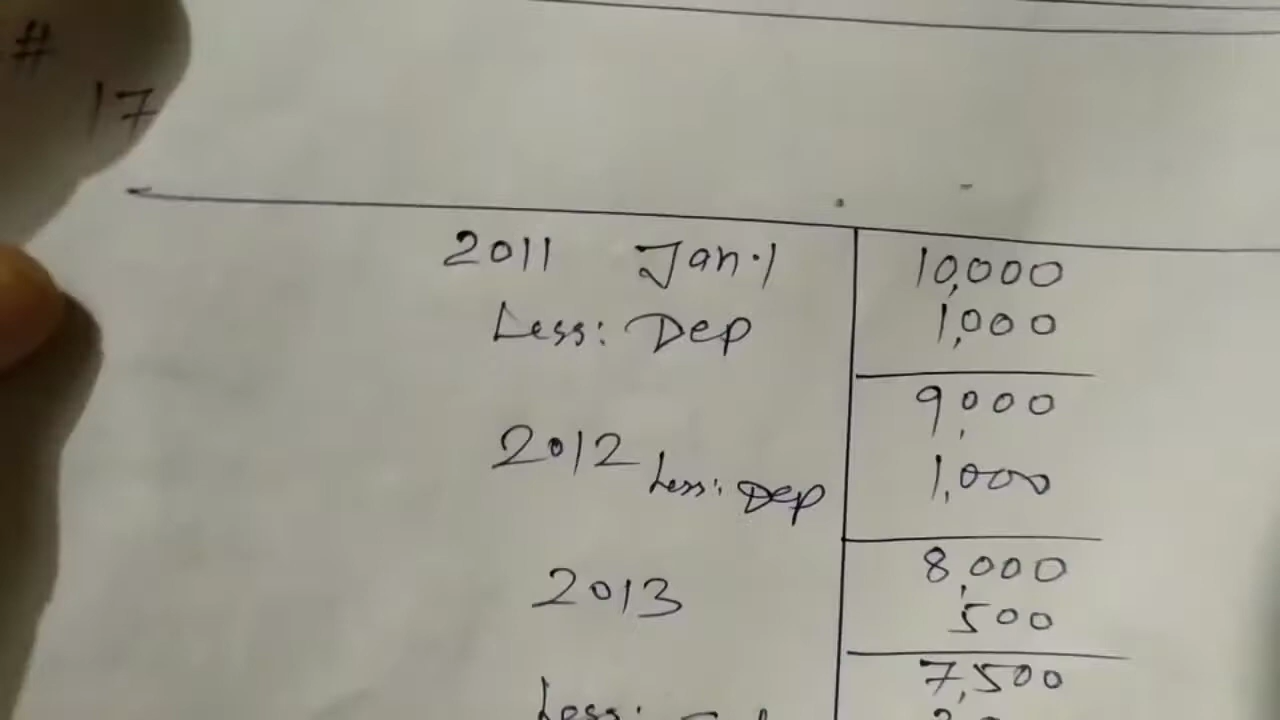 #
17
2011 Jan.1 10,000
Less: Dep 1,000
9,000
2012 Less: Dep 1,000
8,000
2013 500
7,500
Less: